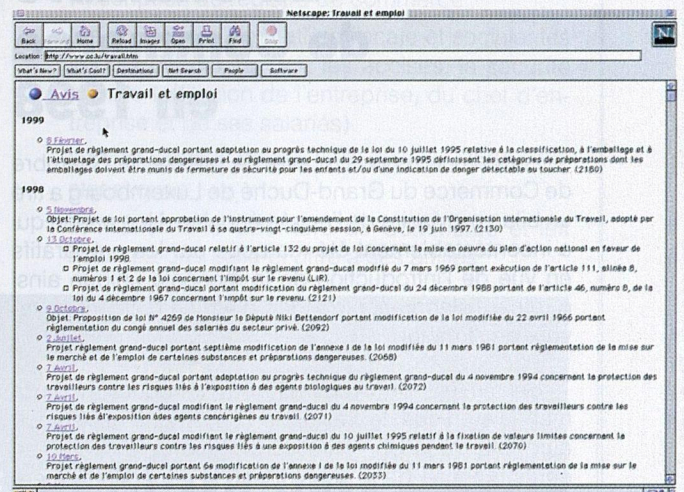 Netscape: Travail et emploi
Back Home Reload Images Open Print Find Stop
Location: http://www.cc.lu/travail.htm
What's New? What's Cool? Destinations Net Search People Software
Avis Travail et emploi
1999
8 Février,
Projet de règlement grand-ducal portant adaptation au progrès technique de la loi du 10 juillet 1995 relative à la classification, à l'emballage et à
l'étiquetage des préparations dangereuses et au règlement grand-ducal du 29 septembre 1995 définissant les catégories de préparations dont les
emballages doivent être munis de fermeture de sécurité pour les enfants et/ou d'une indication de danger détectable au toucher. (2180)
1998
5 Novembre,
Objet: Projet de loi portant approbation de l'Instrument pour l'amendement de la Constitution de l'Organisation internationale du Travail, adopté par
la Conférence internationale du Travail à sa quatre-vingt-cinquième session, à Genève, le 19 juin 1997. (2130)
13 Octobre,
Projet de règlement grand-ducal relatif à l'article 132 du projet de loi concernant la mise en oeuvre du plan d'action national en faveur de
l'emploi 1998.
Projet de règlement grand-ducal modifiant le règlement grand-ducal modifié du 7 mars 1969 portant exécution de l'article 111, alinéa 8,
numéros 1 et 2 de la loi concernant l'impôt sur le revenu (LIR).
Projet de règlement grand-ducal portant modification du règlement grand-ducal du 24 décembre 1988 portant de l'article 46, numéro 8, de la
loi du 4 décembre 1967 concernant l'impôt sur le revenu. (2121)
9 Octobre,
Objet: Proposition de loi N° 4269 de Monsieur le Député Niki Bettendorf portant modification de la loi modifiée du 22 avril 1966 portant
réglementation du congé annuel des salariés du secteur privé. (2092)
2 Juillet,
Projet règlement grand-ducal portant septième modification de l'annexe I de la loi modifiée du 11 mars 1981 portant réglementation de la mise sur
le marché et de l'emploi de certaines substances et préparations dangereuses. (2068)
7 Avril,
Projet de règlement grand-ducal portant adaptation au progrès technique du règlement grand-ducal du 4 novembre 1994 concernant la protection des
travailleurs contre les risques liés à l'exposition à des agents biologiques au travail. (2072)
7 Avril,
Projet de règlement grand-ducal modifiant le règlement grand-ducal du 4 novembre 1994 concernant la protection des travailleurs contre les
risques liés à l'exposition àdes agents cancérigènes au travail. (2071)
7 Avril,
Projet de règlement grand-ducal modifiant le règlement grand-ducal du 10 juillet 1995 relatif à la fixation de valeurs limites concernant la
protection des travailleurs contre les risques liés à une exposition à des agents chimiques pendant le travail. (2070)
10 Mars,
Projet de règlement grand-ducal portant 6e modification de l'annexe I de la loi modifiée du 11 mars 1981 portant réglementation de la mise sur le
marché et de l'emploi de certaines substances et préparations dangereuses. (2033)